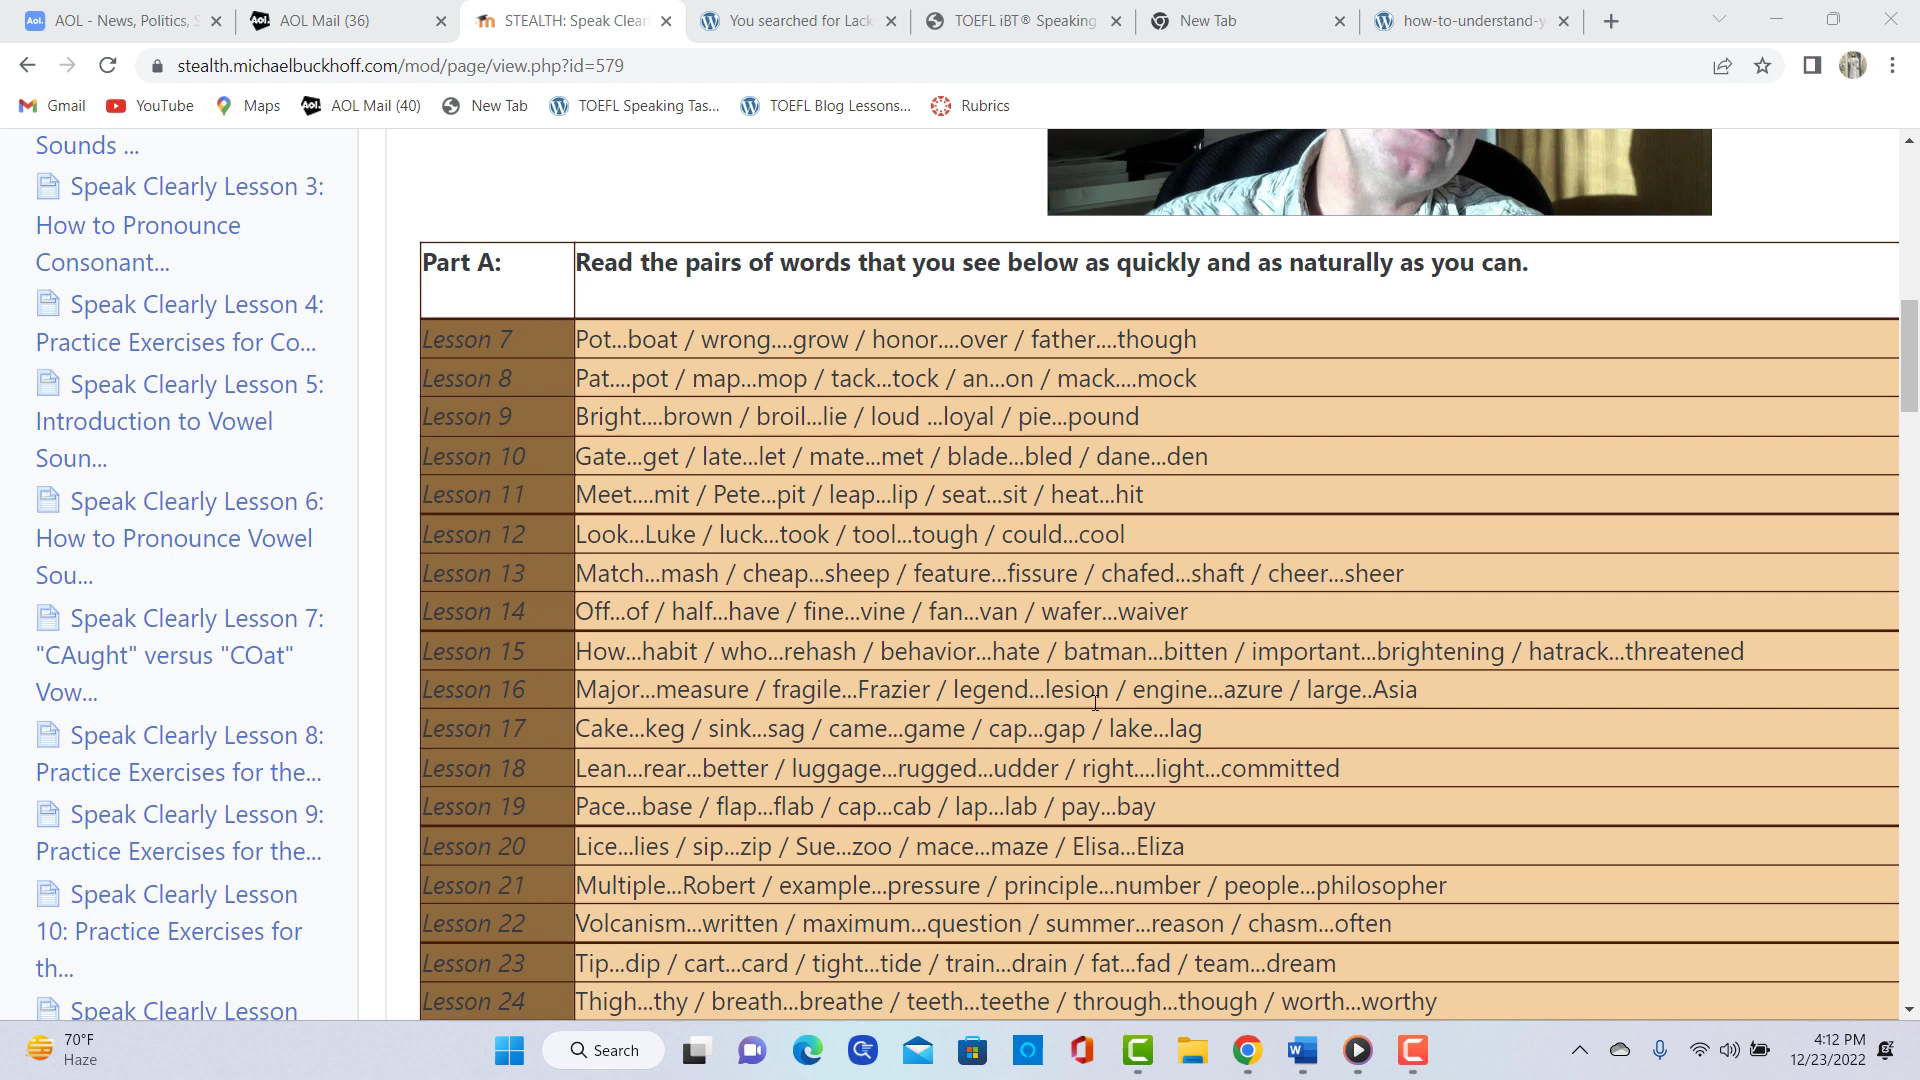 AOL - News, Politics, S
AOL Mail (36)
STEALTH: Speak Clear
You searched for Lack
TOEFL iBT® Speaking
New Tab
how-to-understand-y
stealth.michaelbuckhoff.com/mod/page/view.php?id=579
Gmail
YouTube
Maps
AOL Mail (40)
New Tab
TOEFL Speaking Tas...
TOEFL Blog Lessons...
Rubrics
Sounds ...
Speak Clearly Lesson 3:
How to Pronounce
Consonant...
Speak Clearly Lesson 4:
Practice Exercises for Co...
Speak Clearly Lesson 5:
Introduction to Vowel
Soun...
Speak Clearly Lesson 6:
How to Pronounce Vowel
Sou...
Speak Clearly Lesson 7:
"CAught" versus "COat"
Vow...
Speak Clearly Lesson 8:
Practice Exercises for the...
Speak Clearly Lesson 9:
Practice Exercises for the...
Speak Clearly Lesson
10: Practice Exercises for
th...
Speak Clearly Lesson
Part A: Read the pairs of words that you see below as quickly and as naturally as you can.
Lesson 7 Pot...boat / wrong....grow / honor....over / father....though
Lesson 8 Pat....pot / map...mop / tack...tock / an...on / mack....mock
Lesson 9 Bright....brown / broil...lie / loud ...loyal / pie...pound
Lesson 10 Gate...get / late...let / mate...met / blade...bled / dane...den
Lesson 11 Meet....mit / Pete...pit / leap...lip / seat...sit / heat...hit
Lesson 12 Look...Luke / luck...took / tool...tough / could...cool
Lesson 13 Match...mash / cheap...sheep / feature...fissure / chafed...shaft / cheer...sheer
Lesson 14 Off...of / half...have / fine...vine / fan...van / wafer...waiver
Lesson 15 How...habit / who...rehash / behavior...hate / batman...bitten / important...brightening / hatrack...threatened
Lesson 16 Major...measure / fragile...Frazier / legend...lesion / engine...azure / large..Asia
Lesson 17 Cake...keg / sink...sag / came...game / cap...gap / lake...lag
Lesson 18 Lean...rear...better / luggage...rugged...udder / right....light...committed
Lesson 19 Pace...base / flap...flab / cap...cab / lap...lab / pay...bay
Lesson 20 Lice...lies / sip...zip / Sue...zoo / mace...maze / Elisa...Eliza
Lesson 21 Multiple...Robert / example...pressure / principle...number / people...philosopher
Lesson 22 Volcanism...written / maximum...question / summer...reason / chasm...often
Lesson 23 Tip...dip / cart...card / tight...tide / train...drain / fat...fad / team...dream
Lesson 24 Thigh...thy / breath...breathe / teeth...teethe / through...though / worth...worthy
70°F
Haze
Search
4:12 PM
12/23/2022